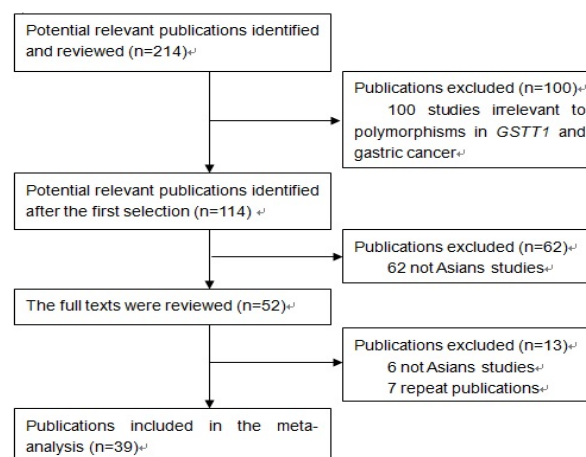 Potential relevant publications identified
and reviewed (n=214)↵
Publications excluded (n=100)↵
100 studies irrelevant to
polymorphisms in GSTT1 and
gastric cancer↵
Potential relevant publications identified
after the first selection (n=114) ↵
Publications excluded (n=62)↵
62 not Asians studies
The full texts were reviewed (n=52)↵
Publications excluded (n=13)↵
6 not Asians studies
7 repeat publications↵
Publications included in the meta-
analysis (n=39)↵